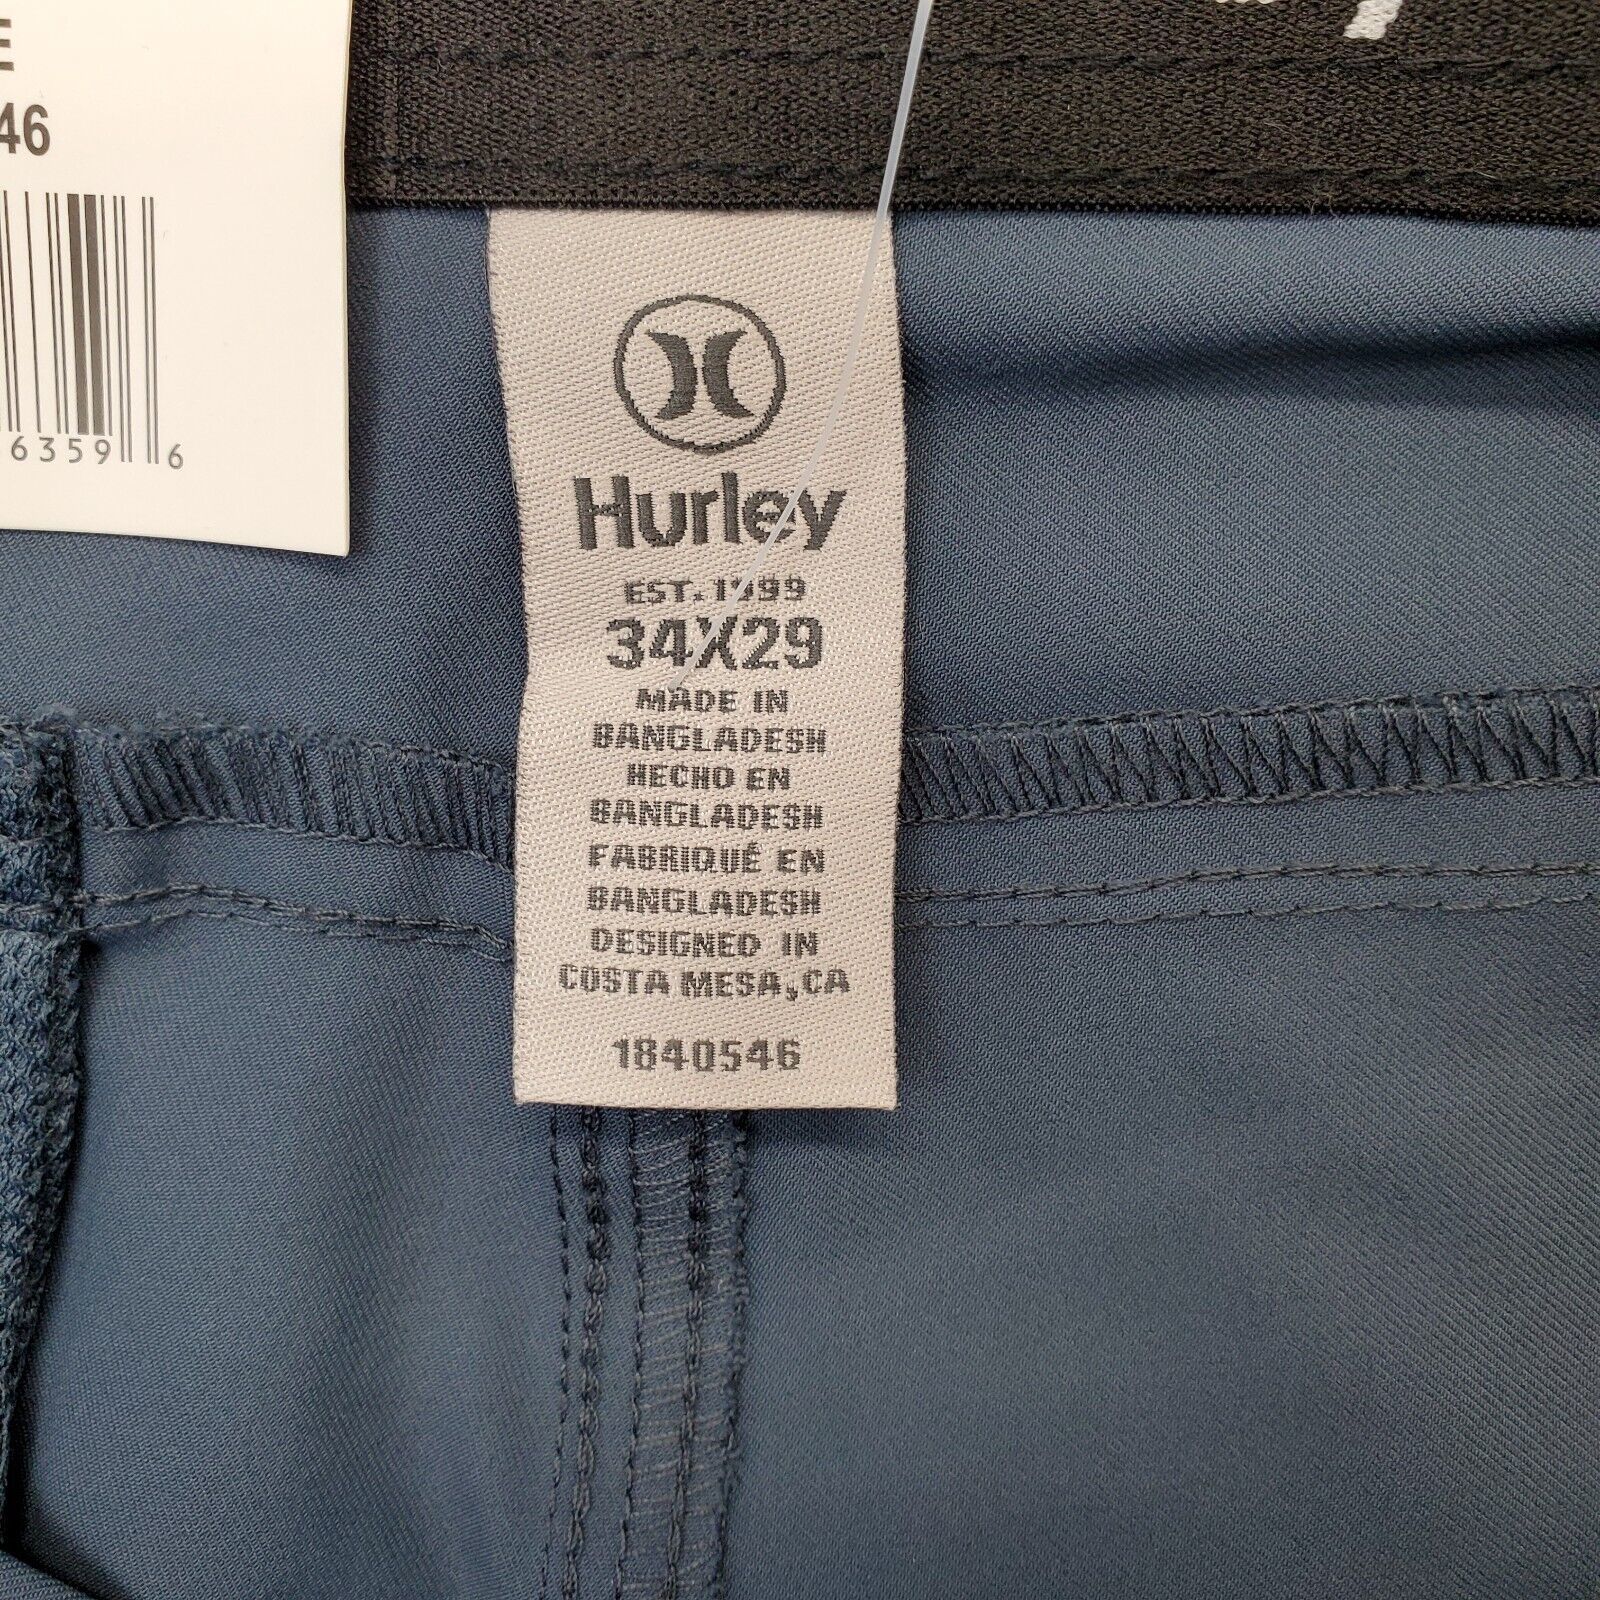 E
46
6359 6
Hurley
EST. 1999
34X29
MADE IN
BANGLADESH
HECHO EN
BANGLADESH
FABRIQUÉ EN
BANGLADESH
DESIGNED IN
COSTA MESA, CA
1840546